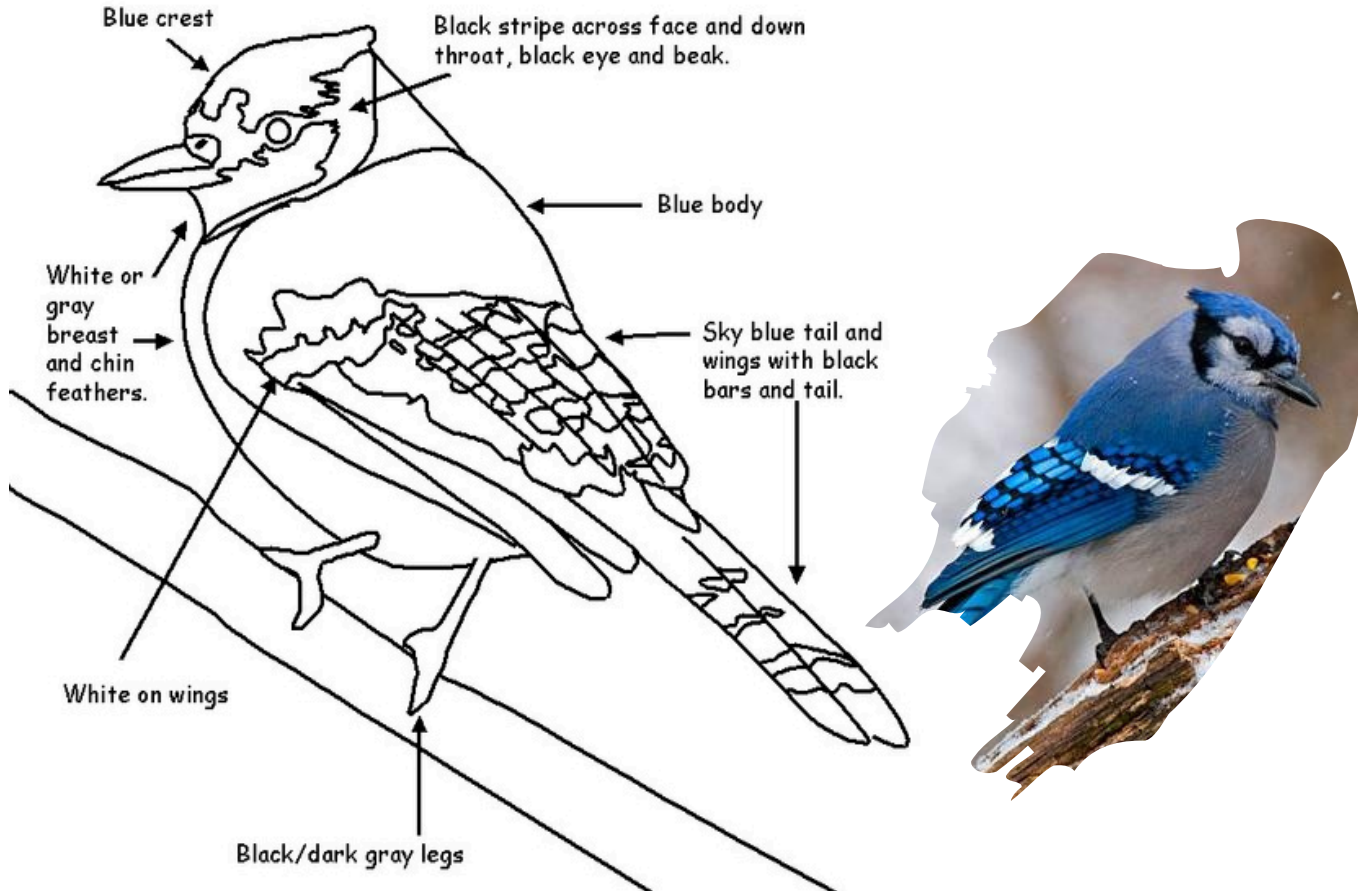 Blue crest
Black stripe across face and down
throat, black eye and beak.
Blue body
White or
gray
breast
and chin
feathers.
Sky blue tail and
wings with black
bars and tail.
White on wings
Black/dark gray legs